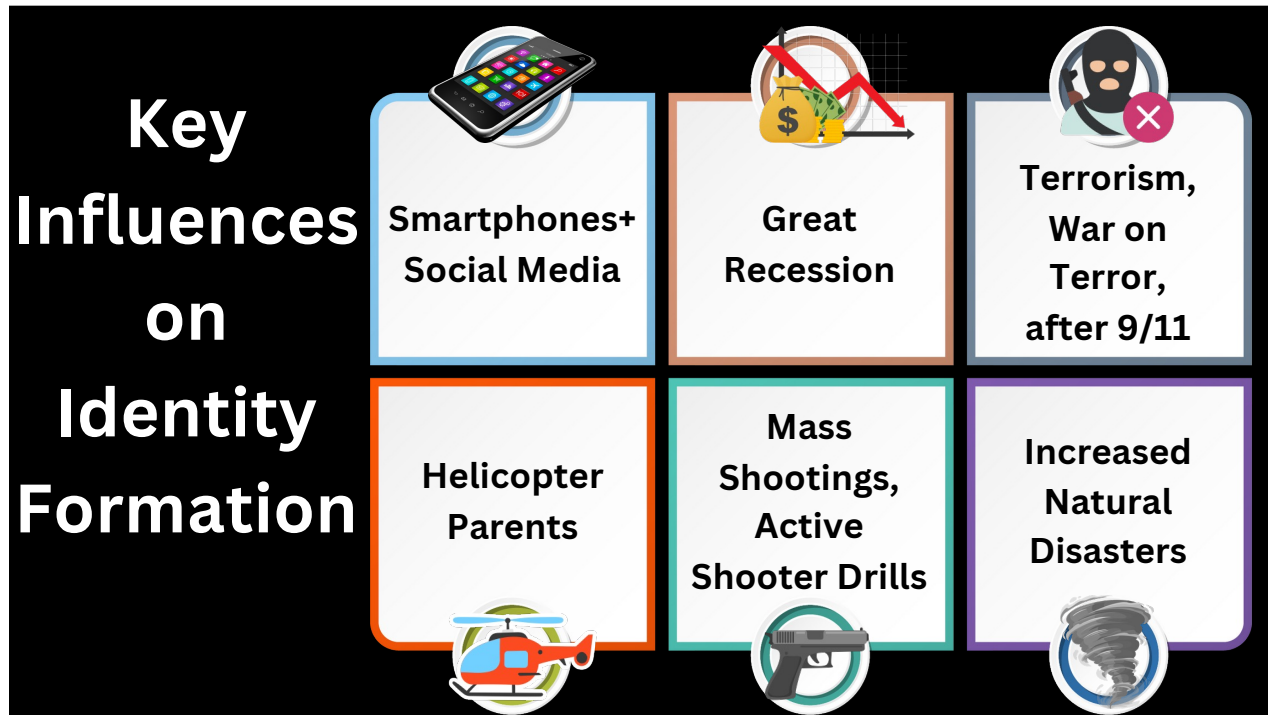 Key
Influences
on
Identity
Formation
Smartphones+
Social Media
Great
Recession
Terrorism,
War on
Terror,
after 9/11
Helicopter
Parents
Mass
Shootings,
Active
Shooter Drills
Increased
Natural
Disasters
$